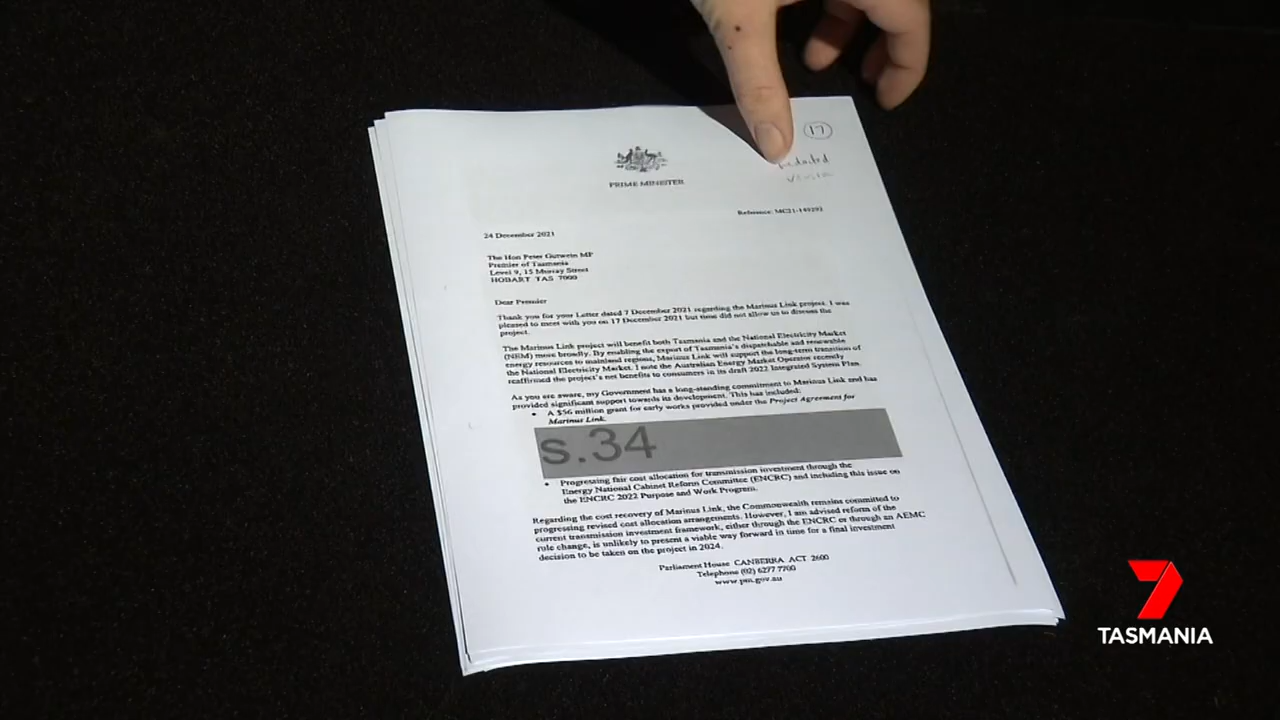 17
redacted
version
PRIME MINISTER
Reference: MC21-149293
24 December 2021
The Hon Peter Gutwein MP
Premier of Tasmania
Level 9, 15 Murray Street
HOBART TAS 7000
Dear Premier
Thank you for your Letter dated 7 December 2021 regarding the Marinus Link project. I was
pleased to meet with you on 17 December 2021 but time did not allow us to discuss the
project.
The Marinus Link project will benefit both Tasmania and the National Electricity Market
(NEM) more broadly. By enabling the export of Tasmania's dispatchable and renewable
energy resources to mainland regions, Marinus Link will support the long-term transition of
the National Electricity Market. I note the Australian Energy Market Operator recently
reaffirmed the project's net benefits to consumers in its draft 2022 Integrated System Plan.
As you are aware, my Government has a long-standing commitment to Marinus Link and has
provided significant support towards its development. This has included:
• A $56 million grant for early works provided under the Project Agreement for
Marinus Link.
s.34
• Progressing fair cost allocation for transmission investment through the
Energy National Cabinet Reform Committee (ENCRC) and including this issue on
the ENCRC 2022 Purpose and Work Program.
Regarding the cost recovery of Marinus Link, the Commonwealth remains committed to
progressing revised cost allocation arrangements. However, I am advised reform of the
current transmission investment framework, either through the ENCRC or through an AEMC
rule change, is unlikely to present a viable way forward in time for a final investment
decision to be taken on the project in 2024.
Parliament House CANBERRA ACT 2600
Telephone (02) 6277 7700
www.pm.gov.au
7
TASMANIA